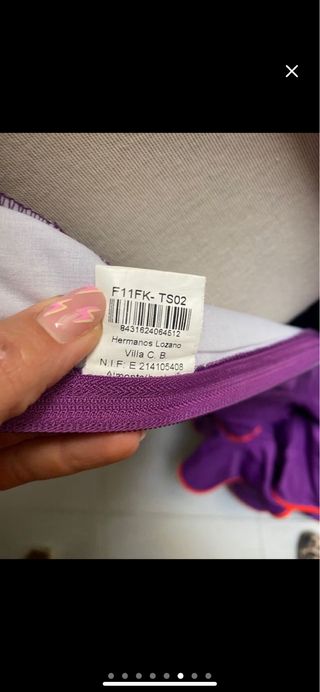 F11FK- TS02
8431624064512
Hermanos Lozano
Villa C. B.
N I F: E 214105408